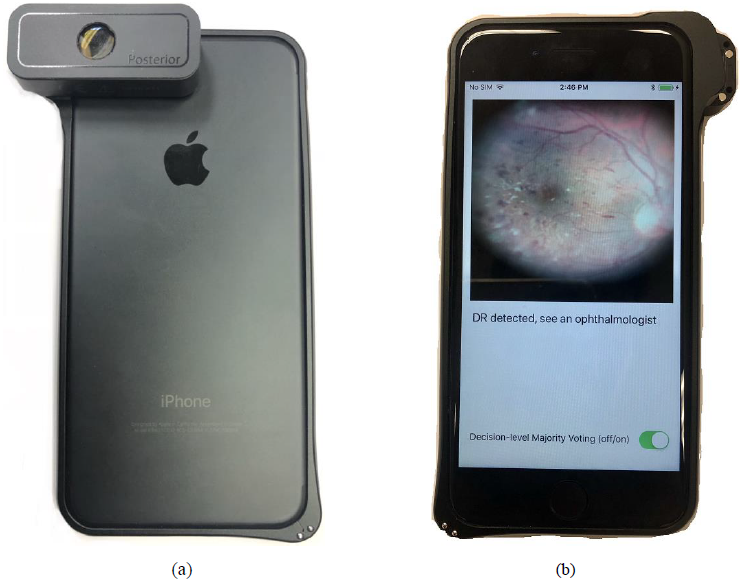 Posterior
iPhone
(a)
No SIM
2:46 PM
DR detected, see an ophthalmologist
Decision-level Majority Voting (off/on)
(b)